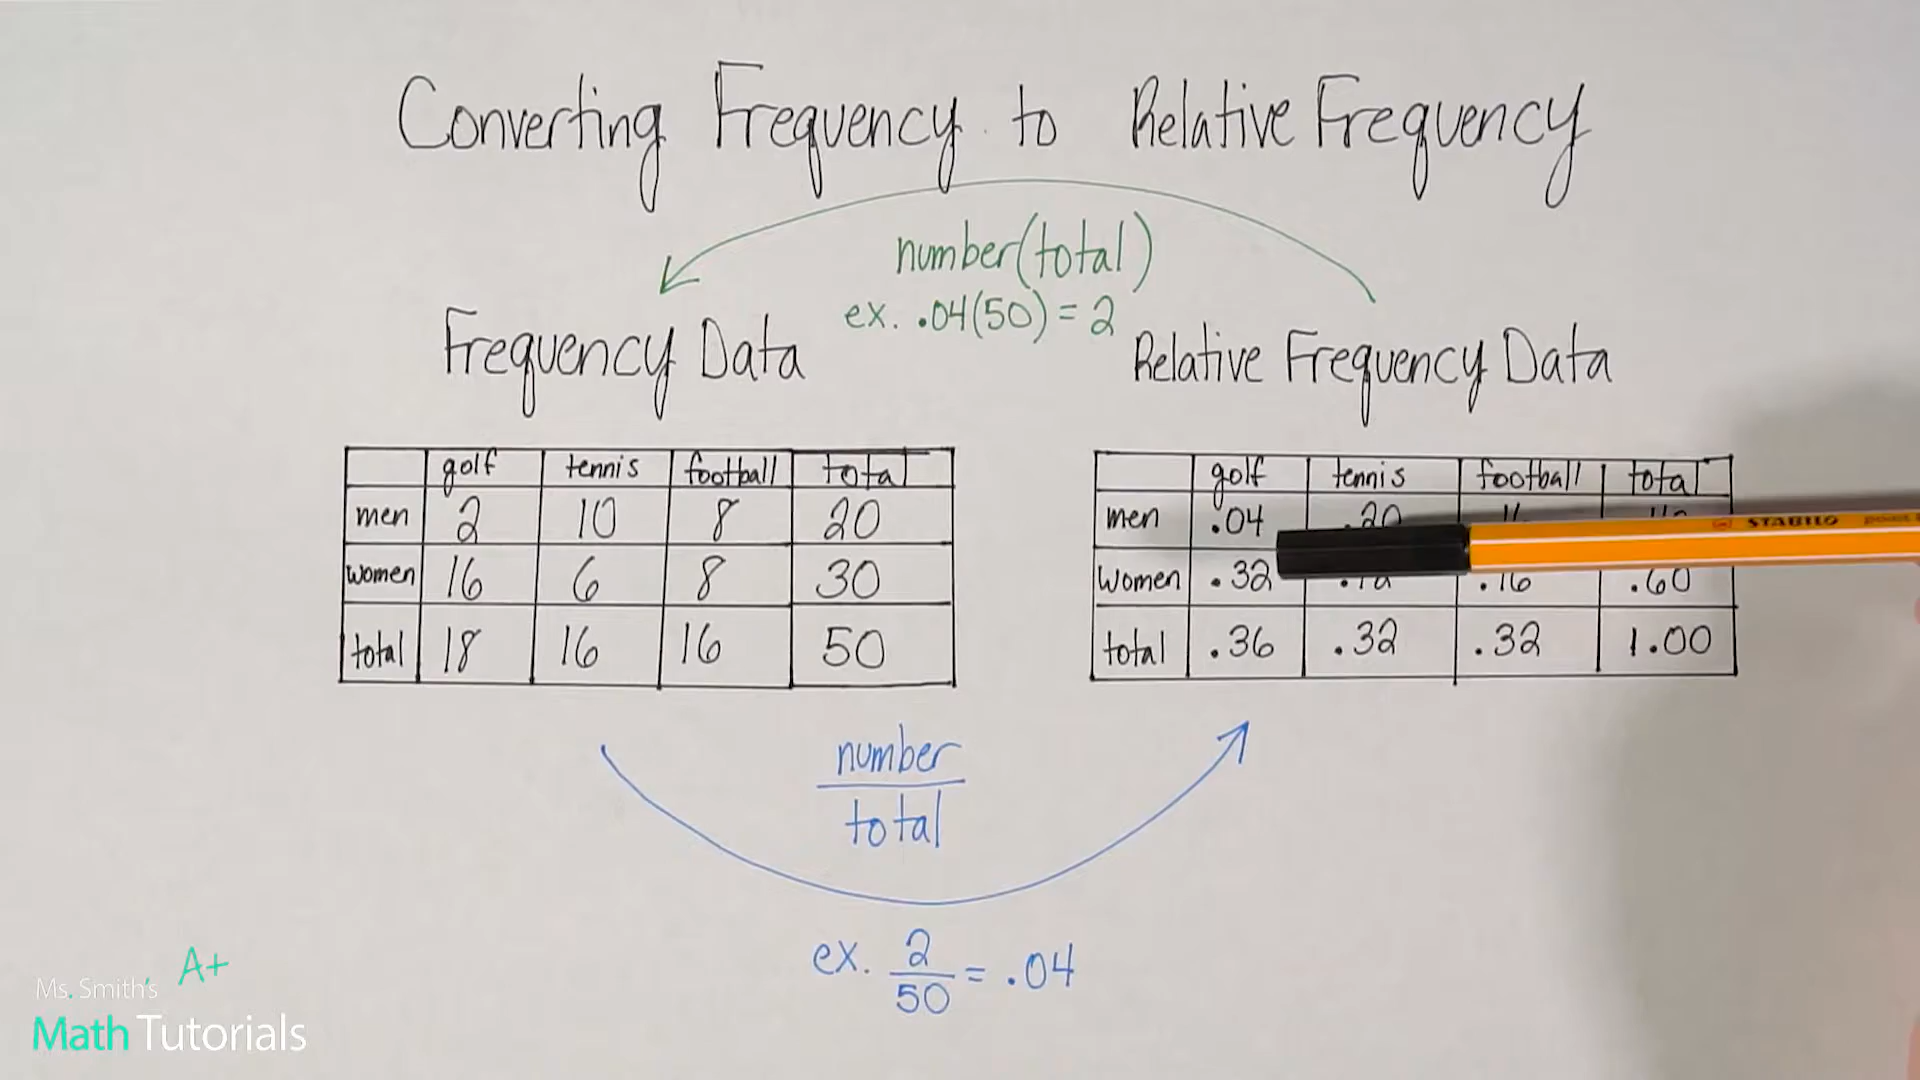 Converting Frequency to Relative Frequency
number(total)
ex. .04(50) = 2
Frequency Data
Relative Frequency Data
golf tennis football total
men 2 10 8 20
women 16 6 8 30
total 18 16 16 50
golf tennis football total
men .04 .20
women .32 .16 .60
total .36 .32 .32 1.00
STABILO point
number
total
ex. 2/50 = .04
Ms. Smith's A+
Math Tutorials